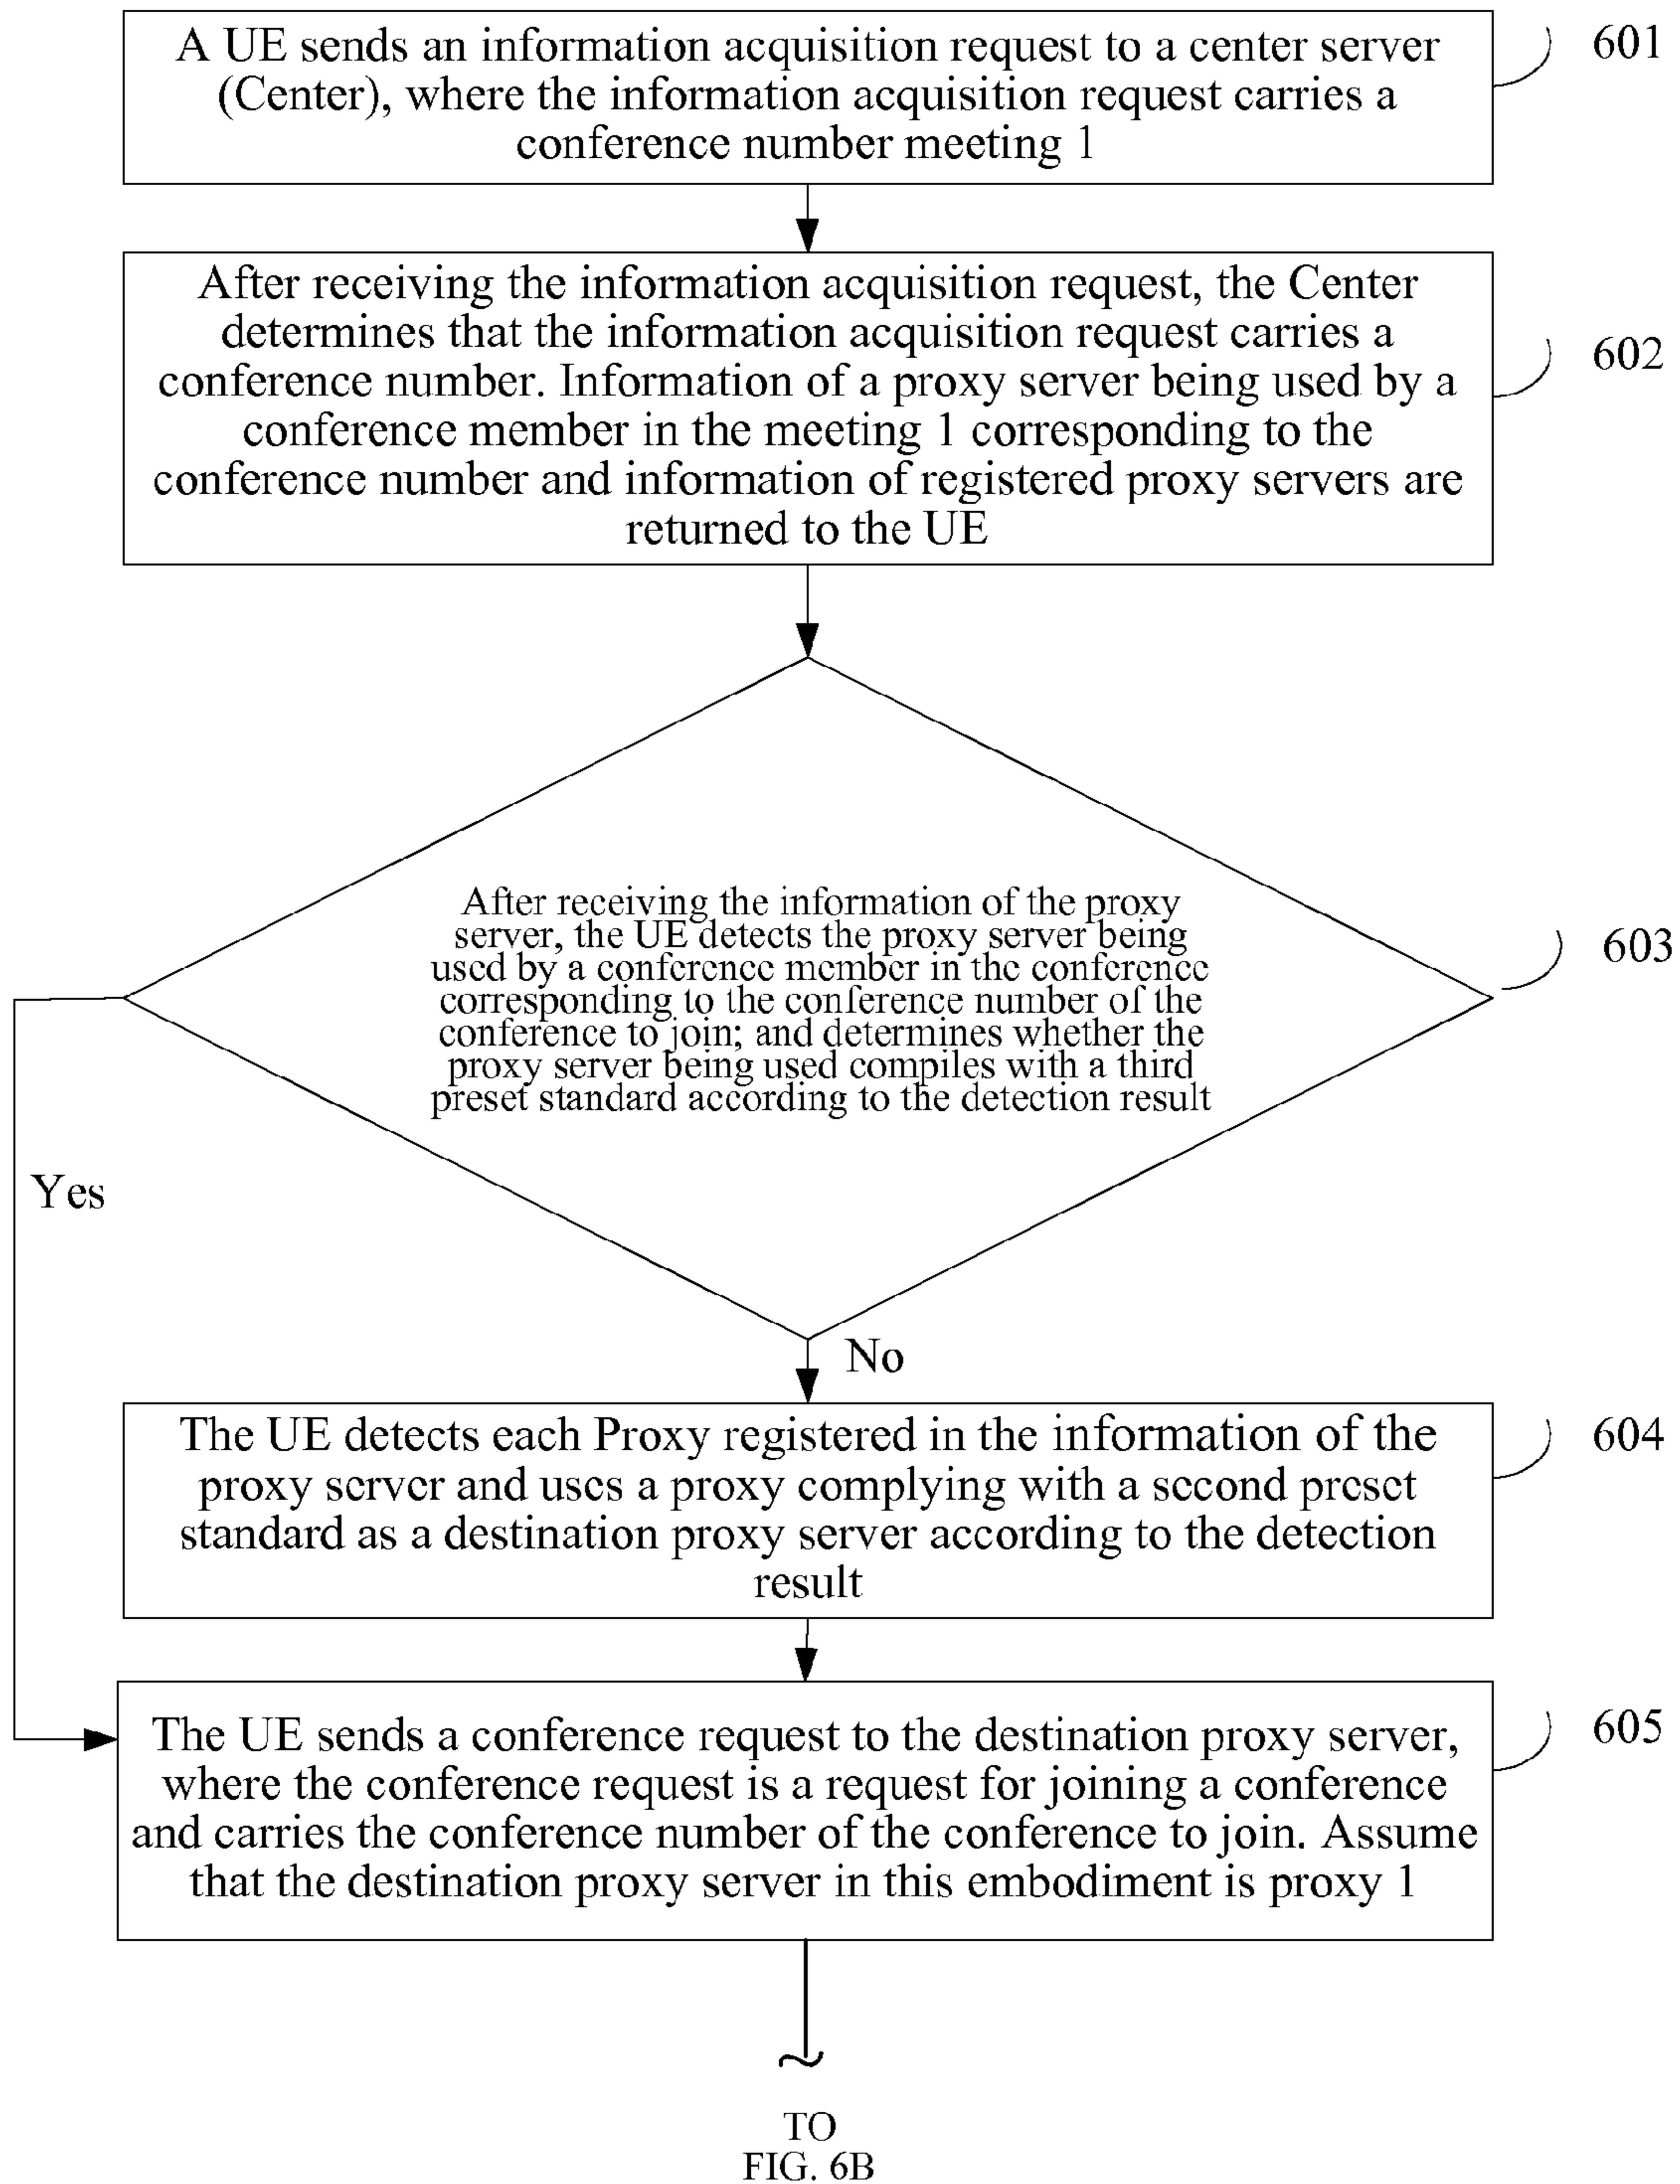 A UE sends an information acquisition request to a center server
(Center), where the information acquisition request carries a
conference number meeting 1
601
After receiving the information acquisition request, the Center
determines that the information acquisition request carries a
conference number. Information of a proxy server being used by a
conference member in the meeting 1 corresponding to the
conference number and information of registered proxy servers are
returned to the UE
602
After receiving the information of the proxy
server, the UE detects the proxy server being
used by a conference member in the conference
corresponding to the conference number of the
conference to join; and determines whether the
proxy server being used compiles with a third
preset standard according to the detection result
603
Yes
No
The UE detects each Proxy registered in the information of the
proxy server and uses a proxy complying with a second preset
standard as a destination proxy server according to the detection
result
604
The UE sends a conference request to the destination proxy server,
where the conference request is a request for joining a conference
and carries the conference number of the conference to join. Assume
that the destination proxy server in this embodiment is proxy 1
605
TO
FIG. 6B